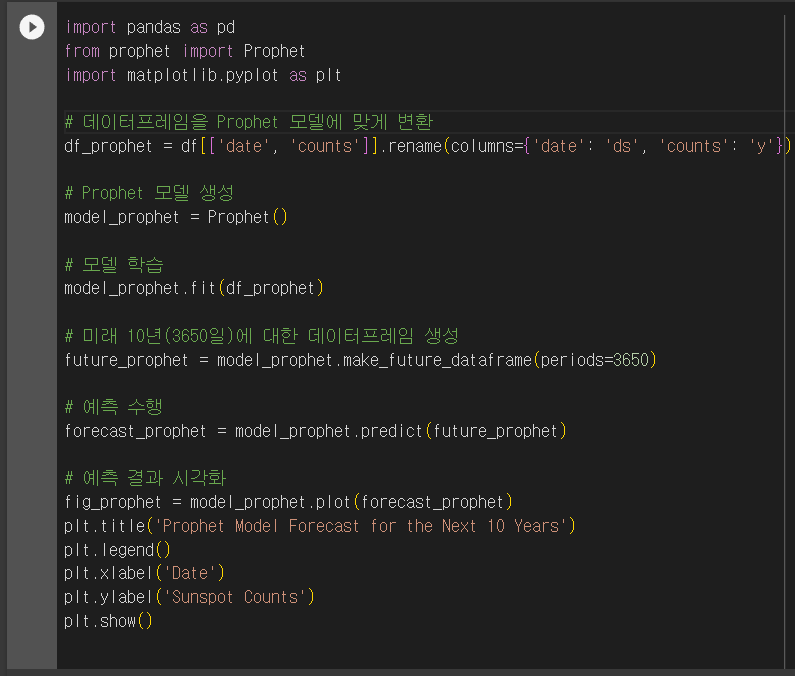 import pandas as pd
from prophet import Prophet
import matplotlib.pyplot as plt
# 데이터프레임을 Prophet 모델에 맞게 변환
df_prophet = df[['date', 'counts']].rename(columns={'date': 'ds', 'counts': 'y'})
# Prophet 모델 생성
model_prophet = Prophet()
# 모델 학습
model_prophet.fit(df_prophet)
# 미래 10년(3650일)에 대한 데이터프레임 생성
future_prophet = model_prophet.make_future_dataframe(periods=3650)
# 예측 수행
forecast_prophet = model_prophet.predict(future_prophet)
# 예측 결과 시각화
fig_prophet = model_prophet.plot(forecast_prophet)
plt.title('Prophet Model Forecast for the Next 10 Years')
plt.legend()
plt.xlabel('Date')
plt.ylabel('Sunspot Counts')
plt.show()